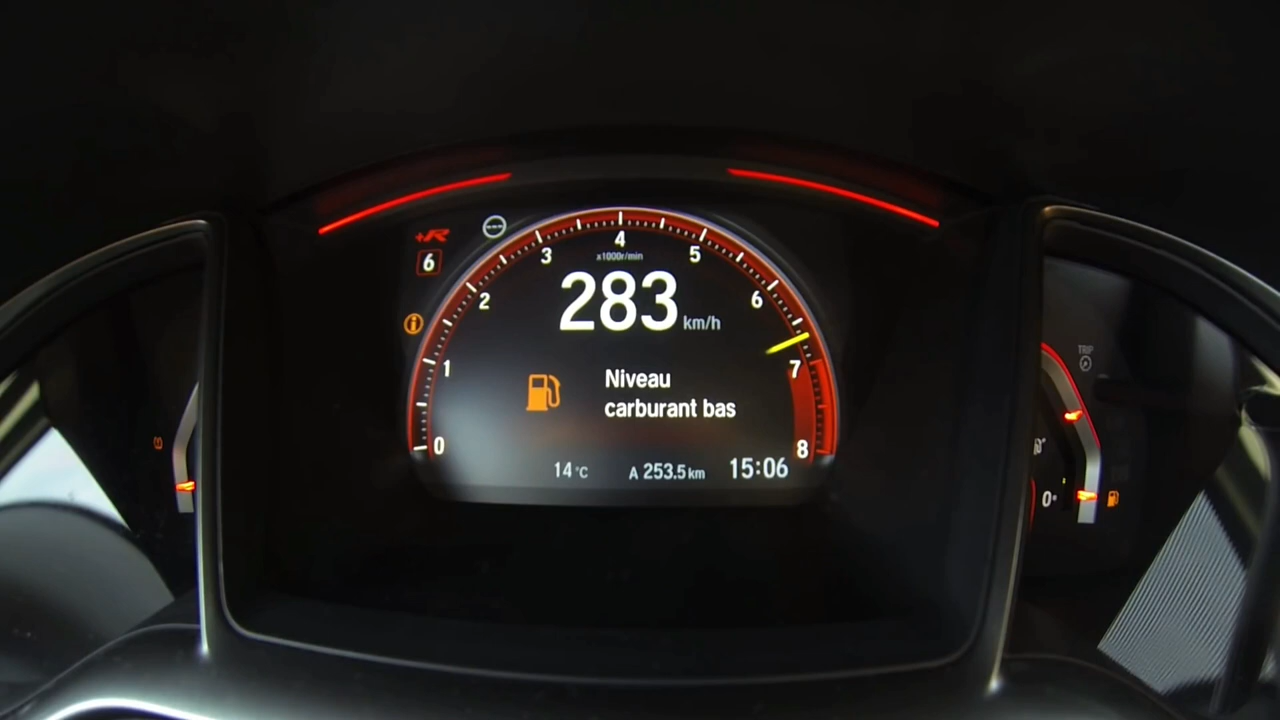 +R
6
0
1
2
3
4
5
6
7
8
x1000r/min
283 km/h
Niveau
carburant bas
14°C
A 253.5 km
15:06
TRIP
0